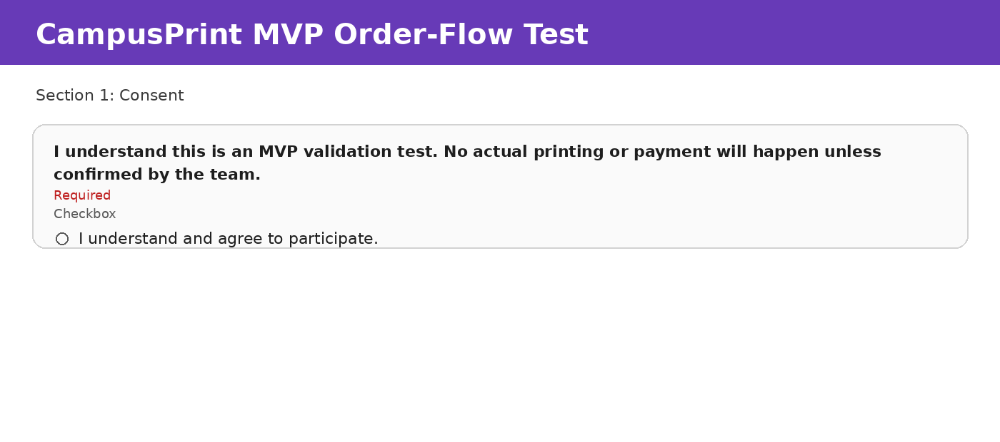 CampusPrint MVP Order-Flow Test
Section 1: Consent
I understand this is an MVP validation test. No actual printing or payment will happen unless
confirmed by the team.
Required
Checkbox
I understand and agree to participate.